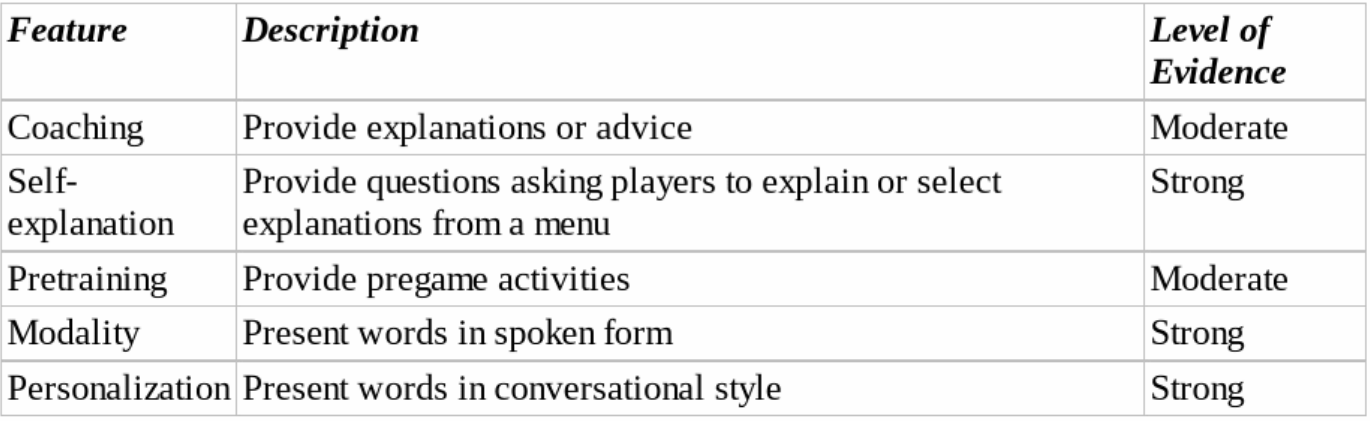 Feature Description Level of
Evidence
Coaching Provide explanations or advice Moderate
Self- Provide questions asking players to explain or select Strong
explanation explanations from a menu
Pretraining Provide pregame activities Moderate
Modality Present words in spoken form Strong
Personalization Present words in conversational style Strong